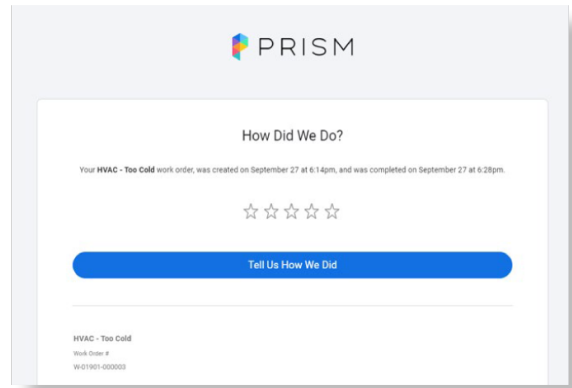 PRISM
How Did We Do?
Your HVAC - Too Cold work order, was created on September 27 at 6:14pm, and was completed on September 27 at 6:28pm.
Tell Us How We Did
HVAC - Too Cold
Work Order #
W-01901-000003